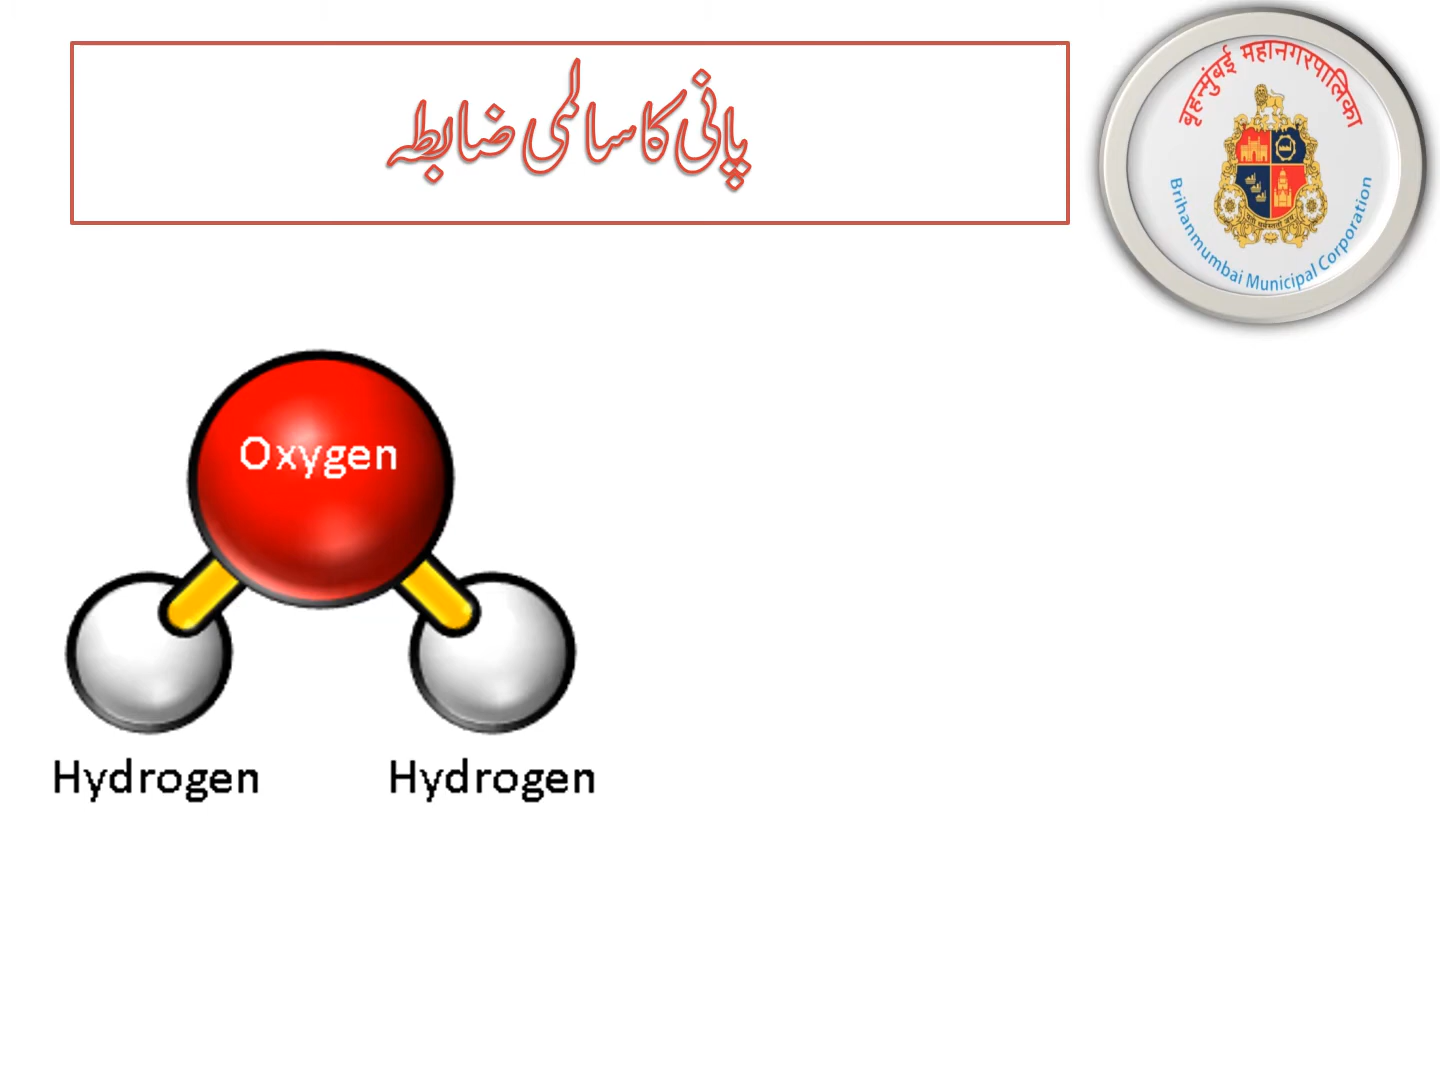 پانی کا سالمی ضابطہ
बृहन्मुंबई महानगरपालिका
Brihanmumbai Municipal Corporation
Oxygen
Hydrogen Hydrogen